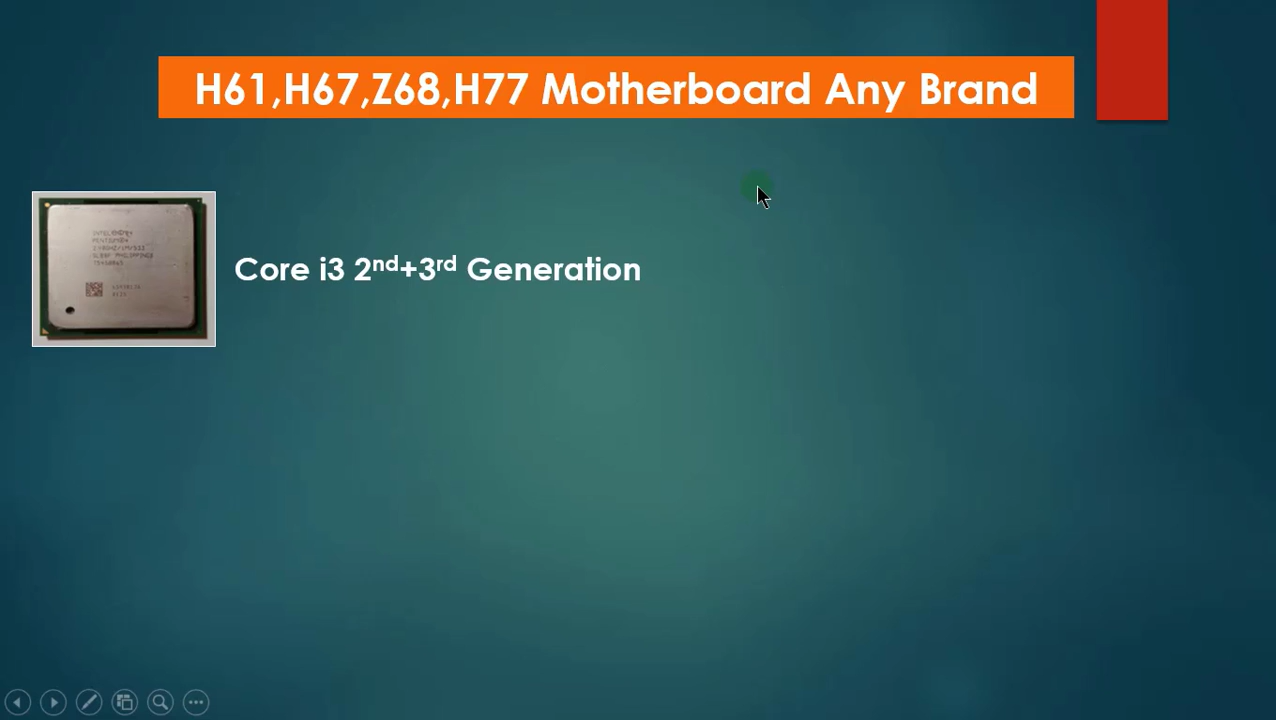 H61,H67,Z68,H77 Motherboard Any Brand
Core i3 2nd+3rd Generation